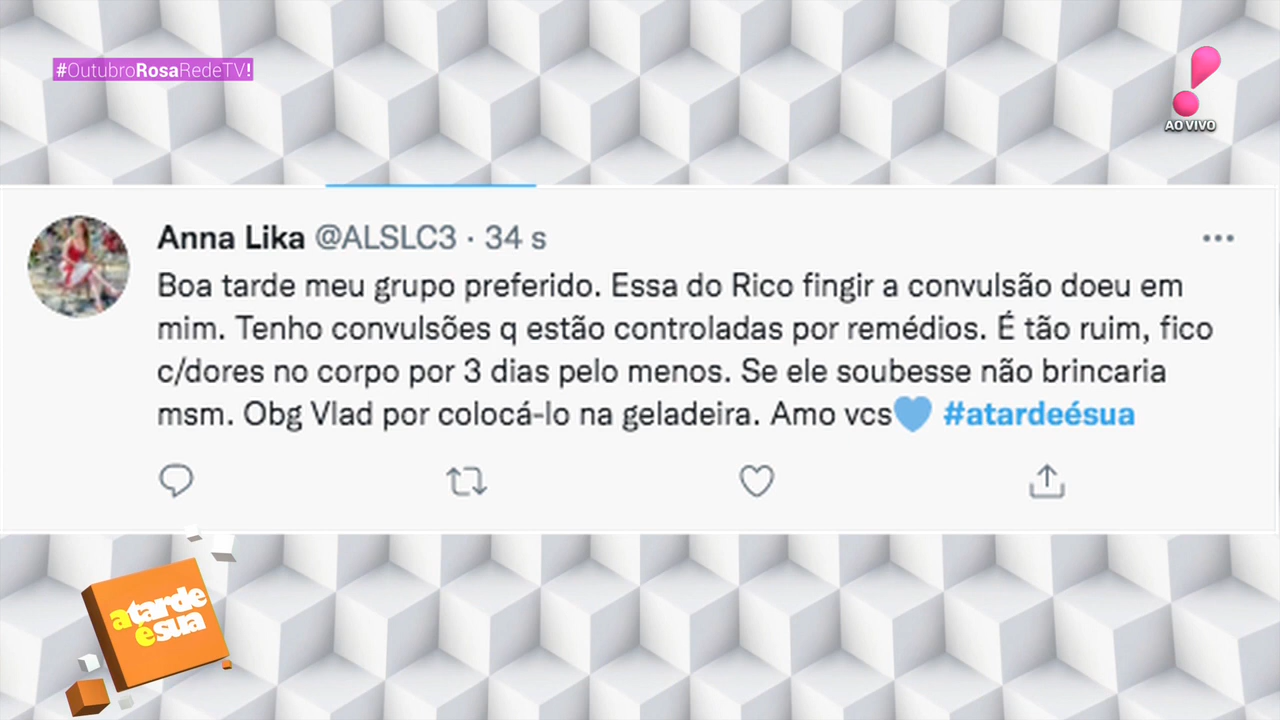 #OutubroRosaRedeTV!
AO VIVO
Anna Lika @ALSLC3 · 34 s
Boa tarde meu grupo preferido. Essa do Rico fingir a convulsão doeu em
mim. Tenho convulsões q estão controladas por remédios. É tão ruim, fico
c/dores no corpo por 3 dias pelo menos. Se ele soubesse não brincaria
msm. Obg Vlad por colocá-lo na geladeira. Amo vcs💙 #atardeésua
a tarde
é sua